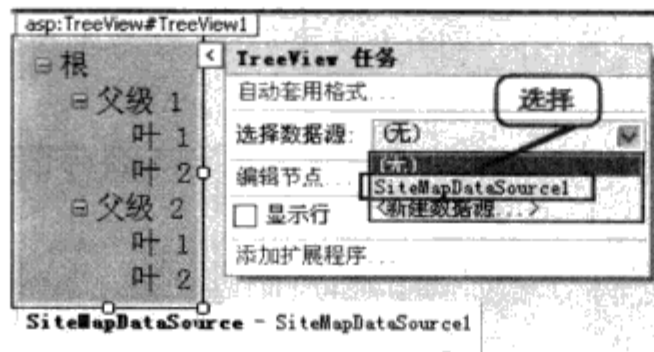 asp:TreeView#TreeView1
根
父级 1
叶 1
叶 2
父级 2
叶 1
叶 2
TreeView 任务
自动套用格式...
选择
选择数据源: (无)
(无)
SiteMapDataSource1
<新建数据源...>
编辑节点...
显示行
添加扩展程序...
SiteMapDataSource - SiteMapDataSource1